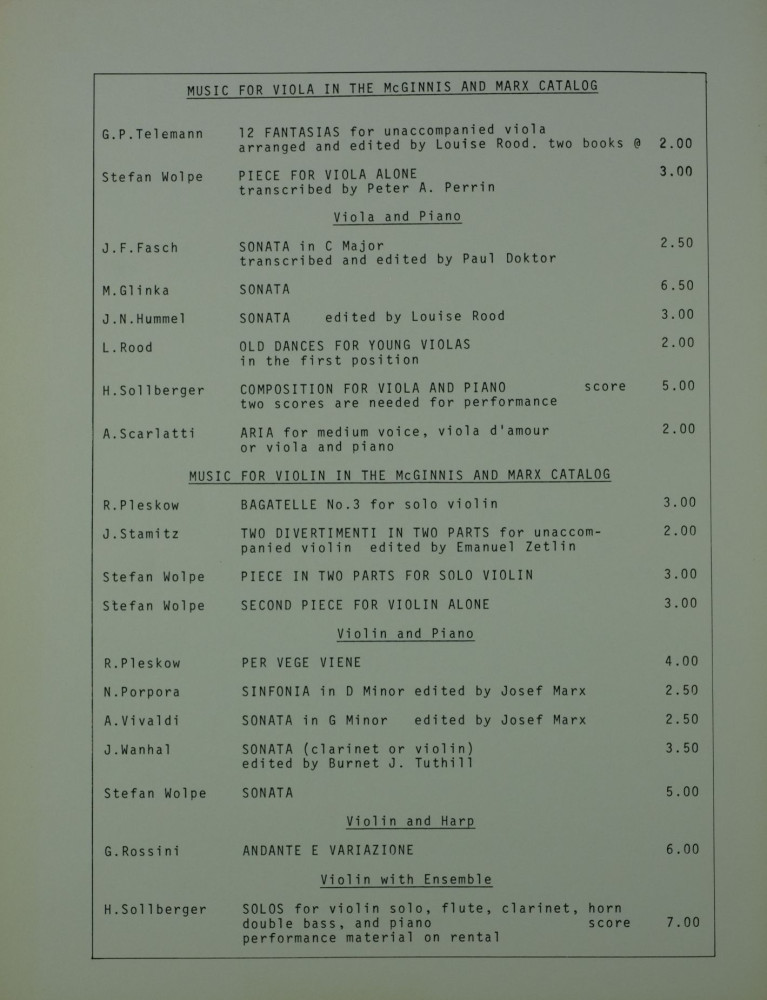 MUSIC FOR VIOLA IN THE McGINNIS AND MARX CATALOG
G.P.Telemann 12 FANTASIAS for unaccompanied viola
arranged and edited by Louise Rood. two books @ 2.00
Stefan Wolpe PIECE FOR VIOLA ALONE 3.00
transcribed by Peter A. Perrin
Viola and Piano
J.F.Fasch SONATA in C Major 2.50
transcribed and edited by Paul Doktor
M.Glinka SONATA 6.50
J.N.Hummel SONATA edited by Louise Rood 3.00
L.Rood OLD DANCES FOR YOUNG VIOLAS 2.00
in the first position
H.Sollberger COMPOSITION FOR VIOLA AND PIANO score 5.00
two scores are needed for performance
A.Scarlatti ARIA for medium voice, viola d'amour 2.00
or viola and piano
MUSIC FOR VIOLIN IN THE McGINNIS AND MARX CATALOG
R.Pleskow BAGATELLE No.3 for solo violin 3.00
J.Stamitz TWO DIVERTIMENTI IN TWO PARTS for unaccom- 2.00
panied violin edited by Emanuel Zetlin
Stefan Wolpe PIECE IN TWO PARTS FOR SOLO VIOLIN 3.00
Stefan Wolpe SECOND PIECE FOR VIOLIN ALONE 3.00
Violin and Piano
R.Pleskow PER VEGE VIENE 4.00
N.Porpora SINFONIA in D Minor edited by Josef Marx 2.50
A.Vivaldi SONATA in G Minor edited by Josef Marx 2.50
J.Wanhal SONATA (clarinet or violin) 3.50
edited by Burnet J. Tuthill
Stefan Wolpe SONATA 5.00
Violin and Harp
G.Rossini ANDANTE E VARIAZIONE 6.00
Violin with Ensemble
H.Sollberger SOLOS for violin solo, flute, clarinet, horn
double bass, and piano score 7.00
performance material on rental